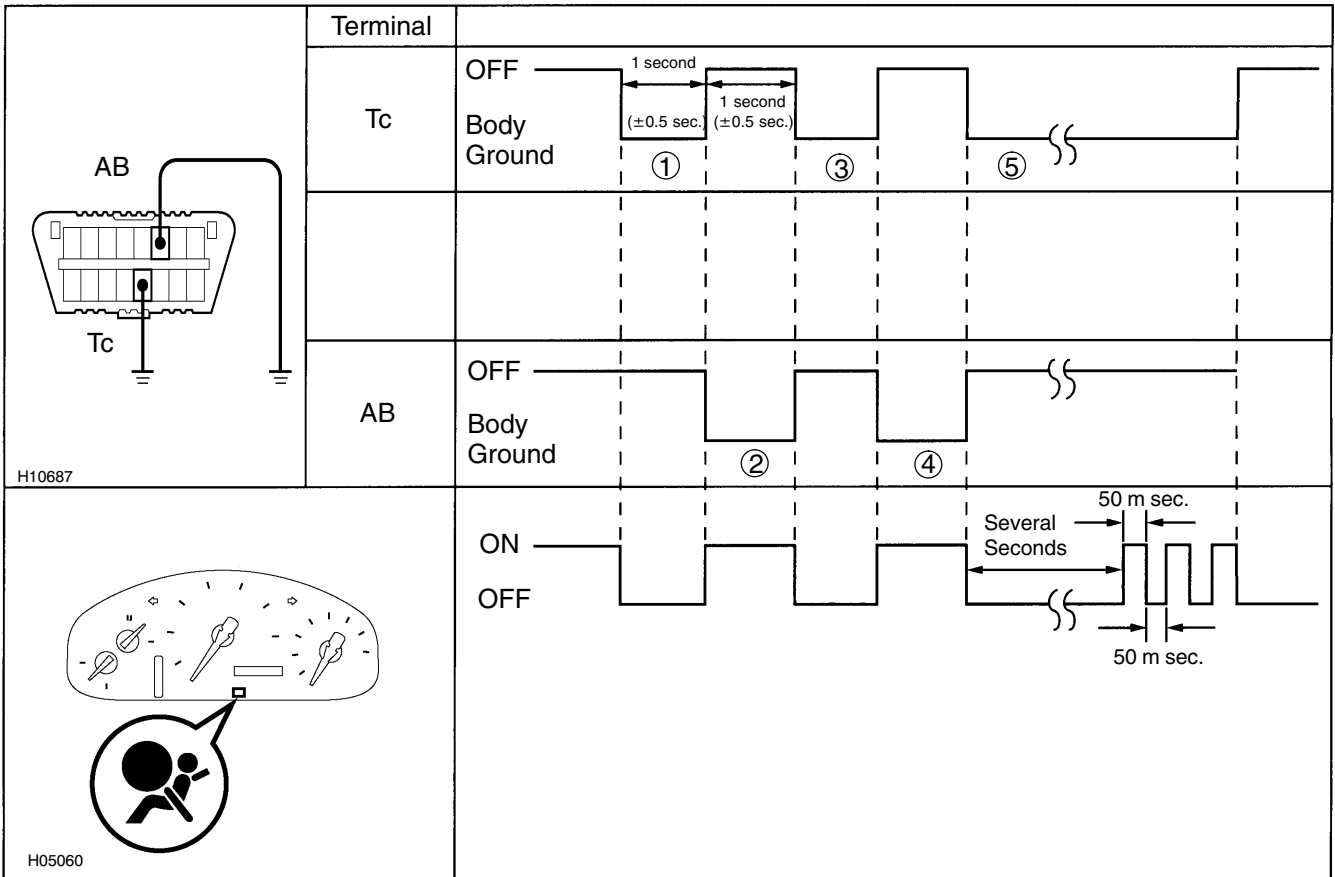 Terminal
AB
Tc
H10687
Tc
OFF
Body
Ground
1 second
(±0.5 sec.)
1 second
(±0.5 sec.)
①
③
⑤
AB
OFF
Body
Ground
②
④
H05060
ON
OFF
Several
Seconds
50 m sec.
50 m sec.